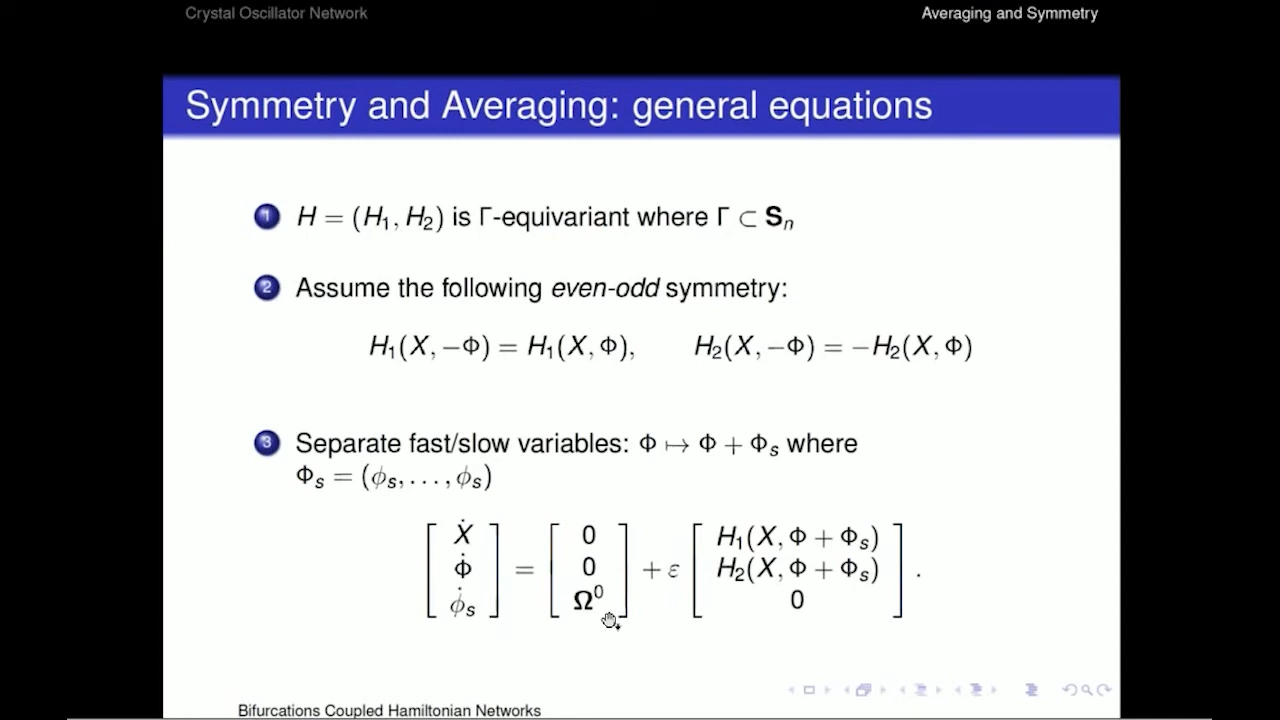 Crystal Oscillator Network
Averaging and Symmetry
Symmetry and Averaging: general equations
1 H = (H₁, H₂) is Γ-equivariant where Γ ⊂ Sₙ
2 Assume the following even-odd symmetry:
H₁(X, −Φ) = H₁(X, Φ), H₂(X, −Φ) = −H₂(X, Φ)
3 Separate fast/slow variables: Φ ↦ Φ + Φₛ where
Φₛ = (ϕₛ, . . . , ϕₛ)
[ Ẋ ; Φ̇ ; ϕ̇ₛ ] = [ 0 ; 0 ; Ω⁰ ] + ε [ H₁(X, Φ + Φₛ) ; H₂(X, Φ + Φₛ) ; 0 ] .
Bifurcations Coupled Hamiltonian Networks